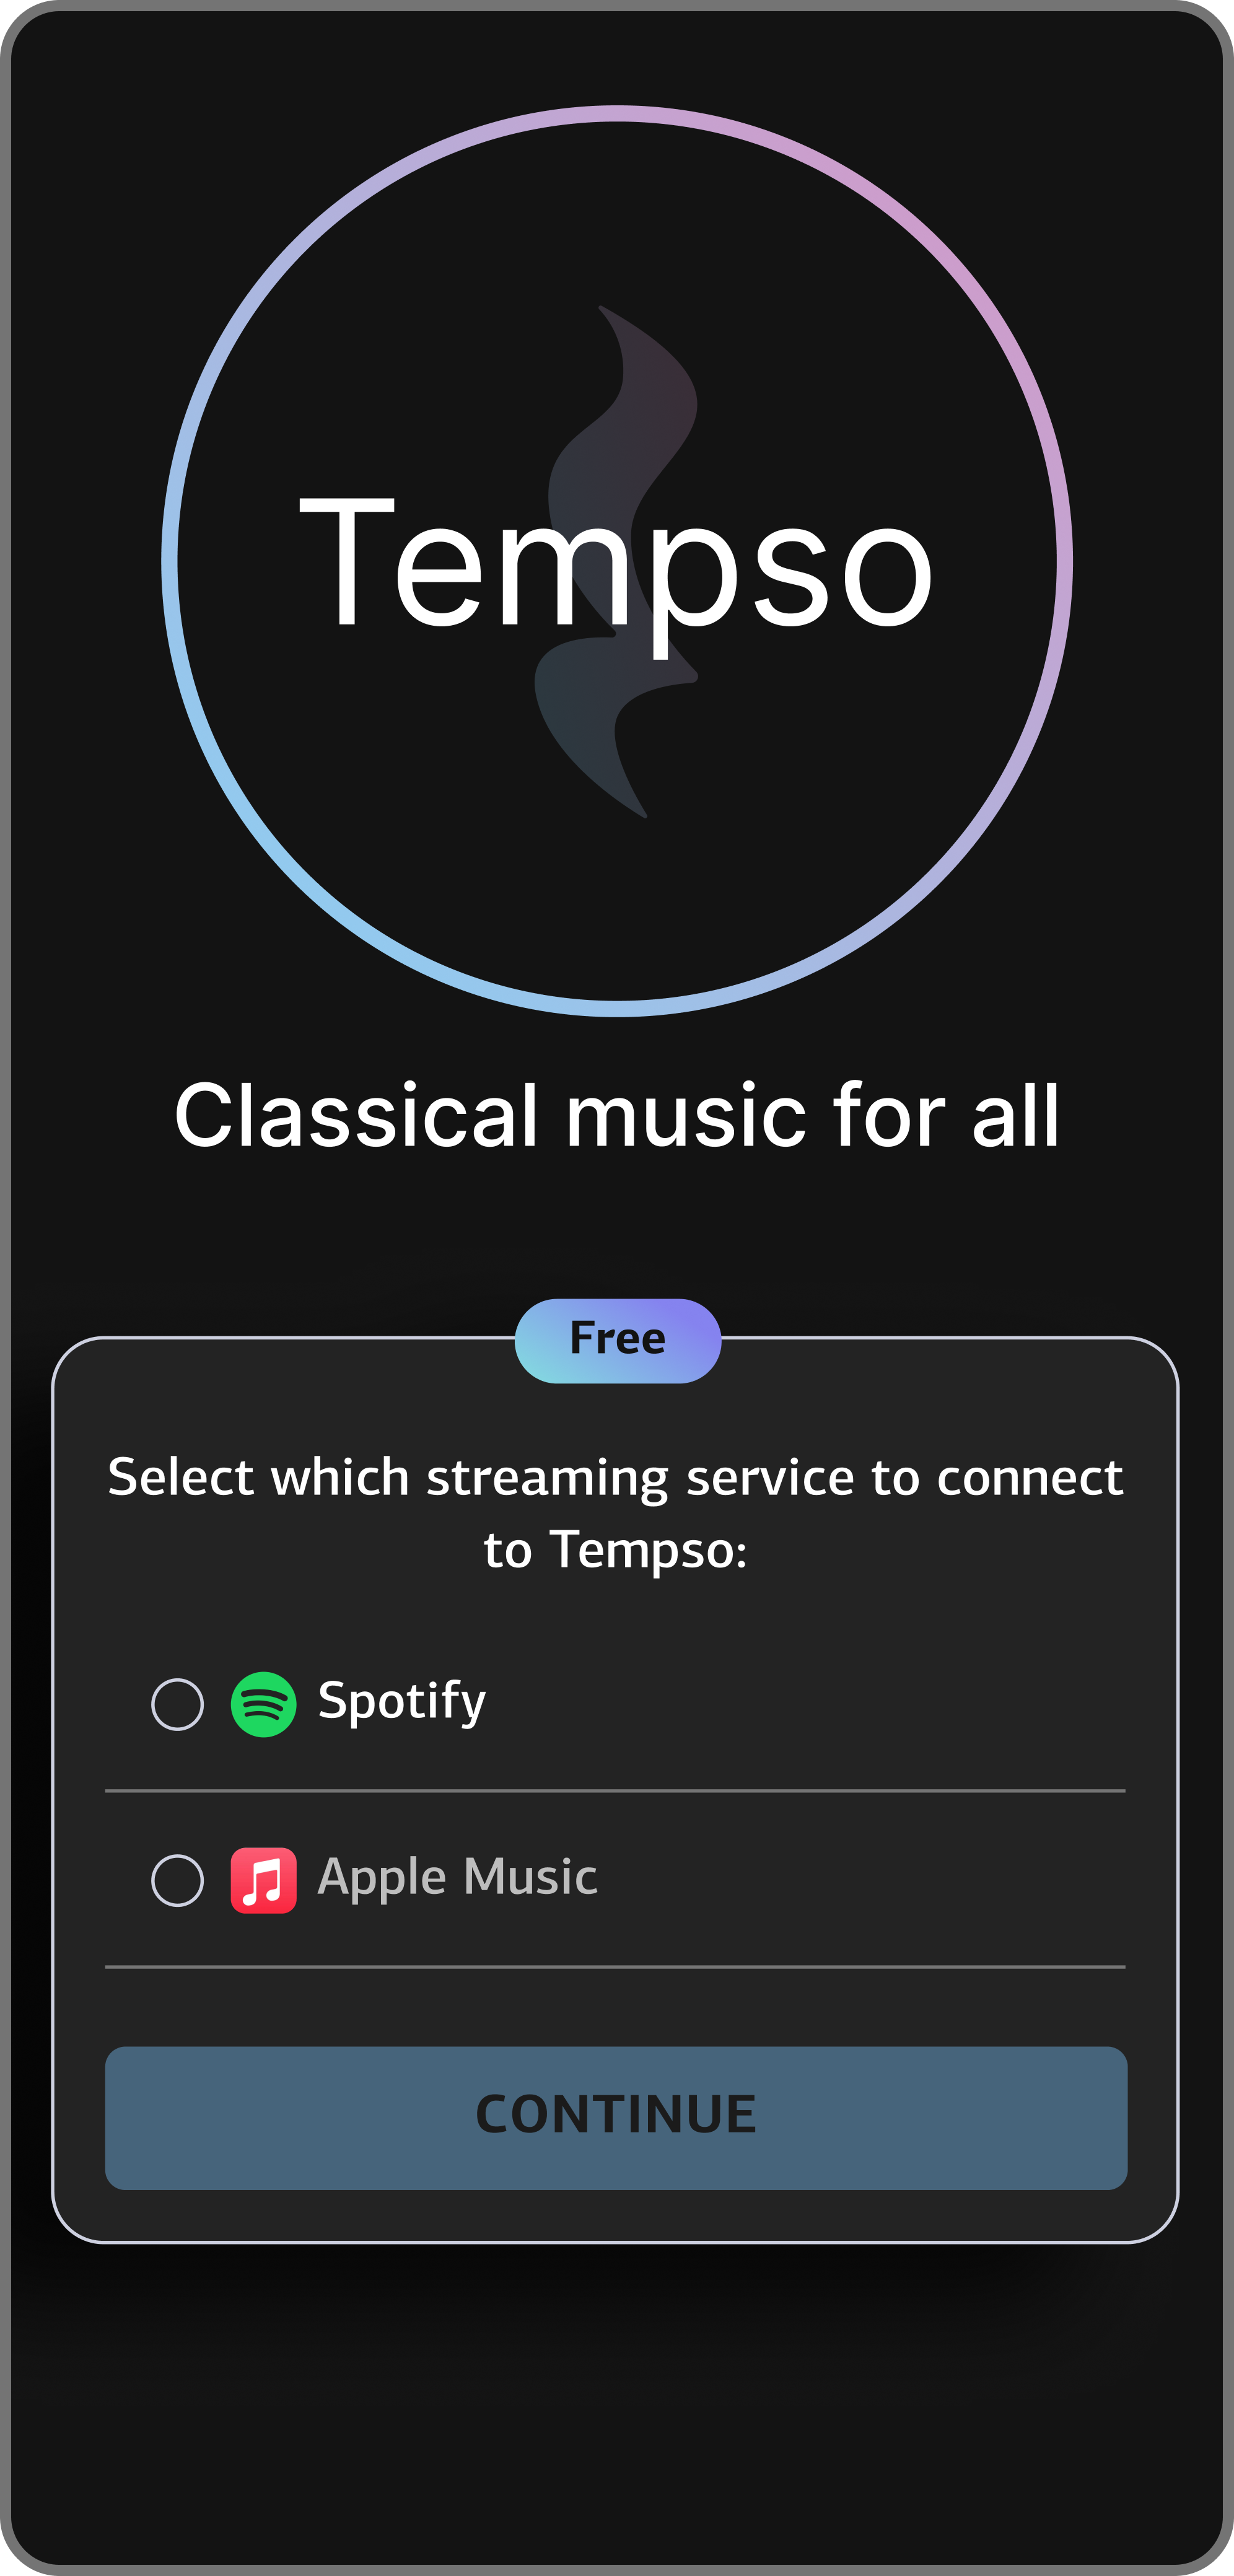 Tempso
Classical music for all
Free
Select which streaming service to connect
to Tempso:
Spotify
Apple Music
CONTINUE